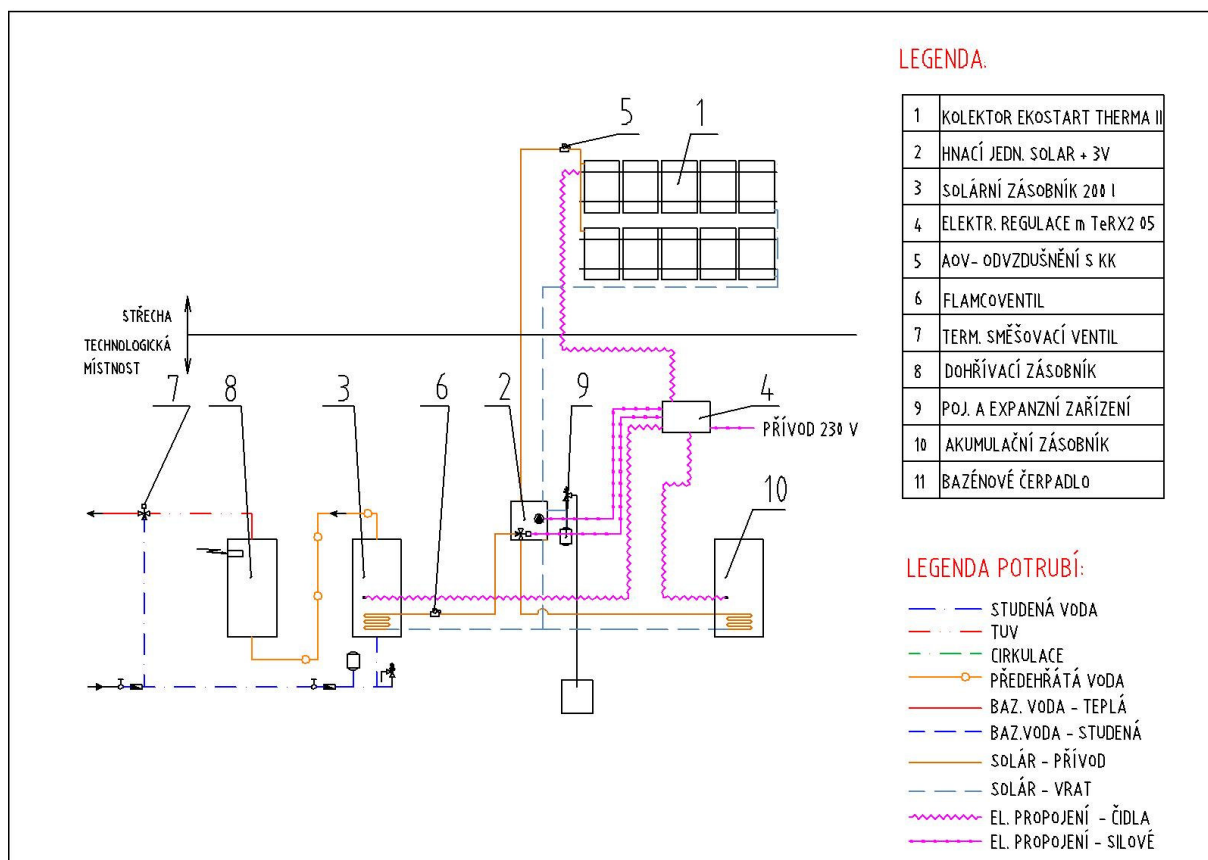 LEGENDA:
1 KOLEKTOR EKOSTART THERMA II
2 HNACÍ JEDN. SOLAR + 3V
3 SOLÁRNÍ ZÁSOBNÍK 200 l
4 ELEKTR. REGULACE m TeRX2 05
5 AOV- ODVZDUŠNĚNÍ S KK
6 FLAMCOVENTIL
7 TERM. SMĚŠOVACÍ VENTIL
8 DOHŘÍVACÍ ZÁSOBNÍK
9 POJ. A EXPANZNÍ ZAŘÍZENÍ
10 AKUMULAČNÍ ZÁSOBNÍK
11 BAZÉNOVÉ ČERPADLO
5
1
STŘECHA
TECHNOLOGICKÁ
MÍSTNOST
7
8
3
6
2
9
4
PŘÍVOD 230 V
10
LEGENDA POTRUBÍ:
STUDENÁ VODA
TUV
CIRKULACE
PŘEDEHŘÁTÁ VODA
BAZ. VODA - TEPLÁ
BAZ.VODA - STUDENÁ
SOLÁR - PŘÍVOD
SOLÁR - VRAT
EL. PROPOJENÍ - ČIDLA
EL. PROPOJENÍ - SILOVÉ